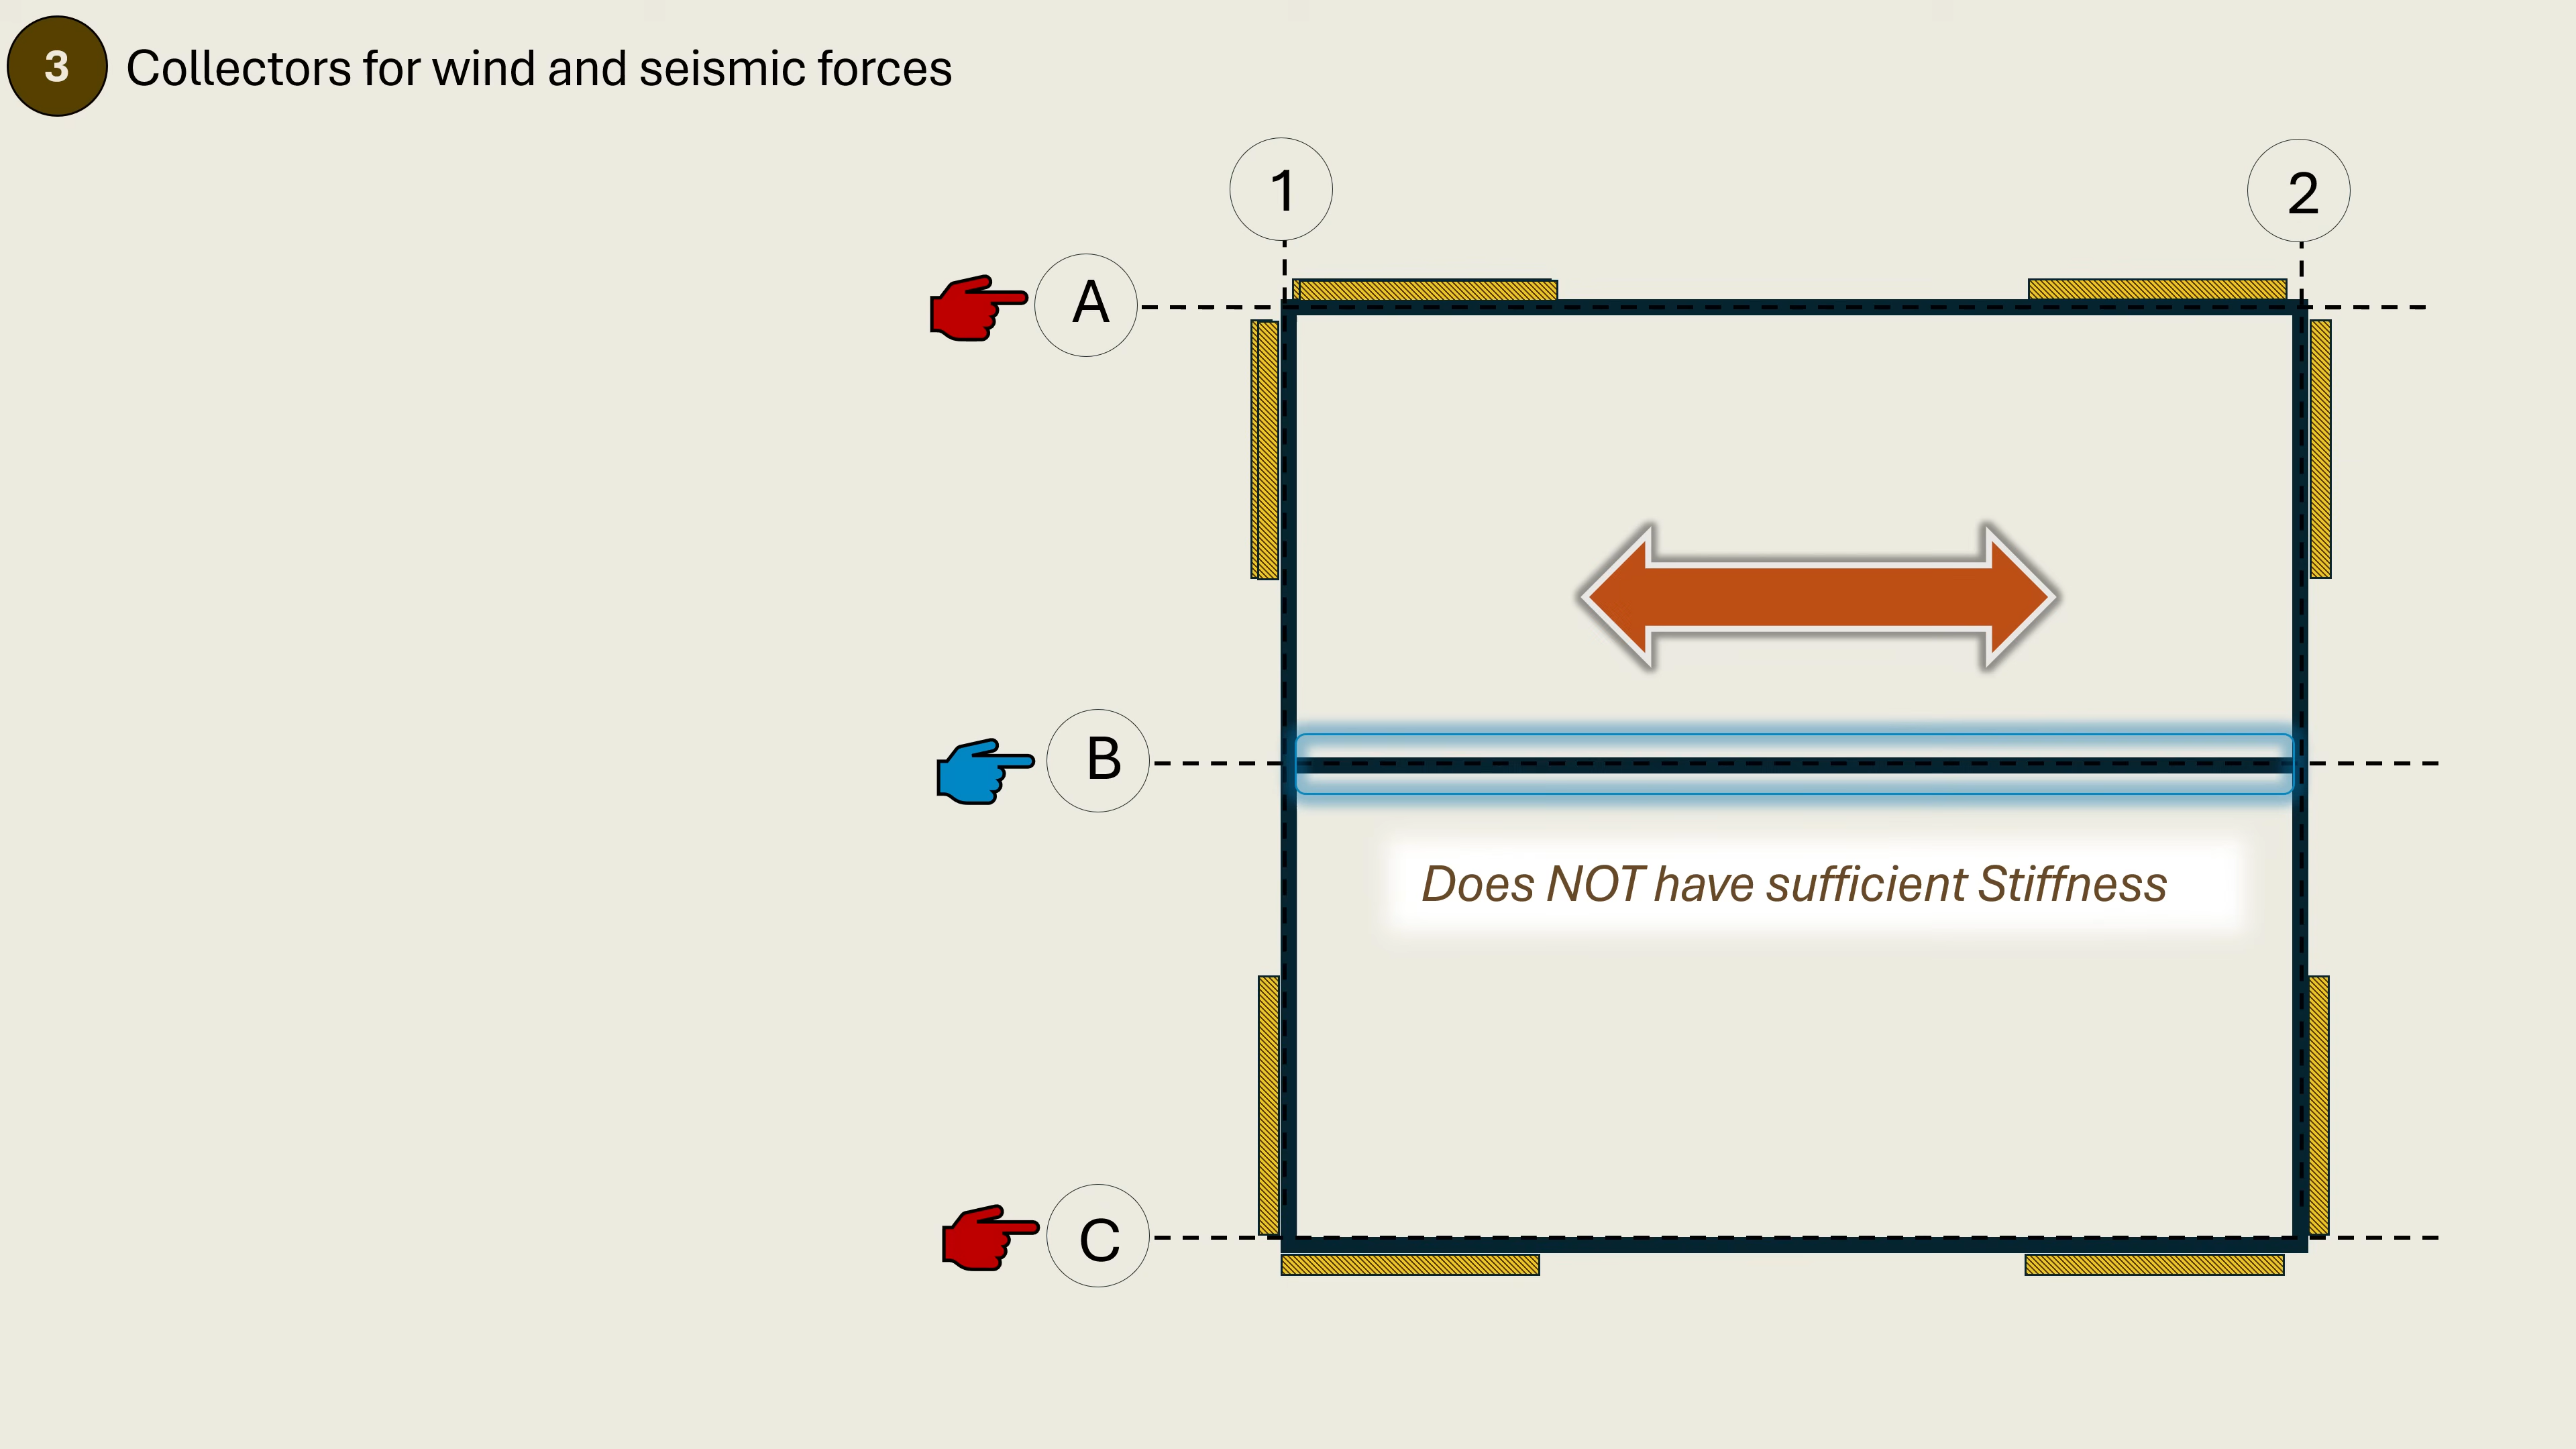 3
Collectors for wind and seismic forces
1
2
A
B
Does NOT have sufficient Stiffness
C